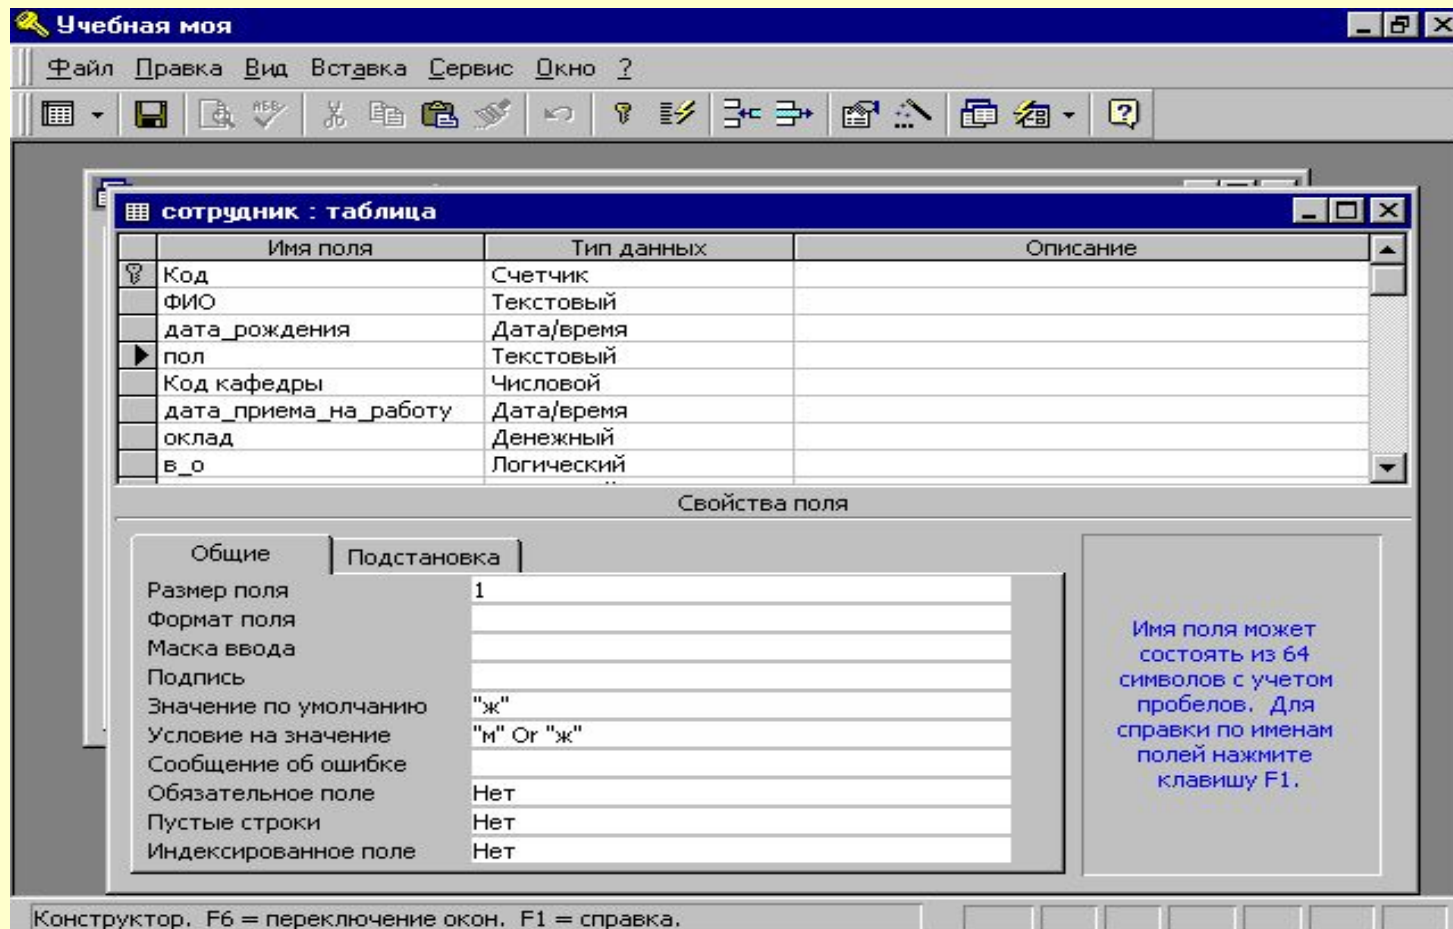 Учебная моя
Файл Правка Вид Вставка Сервис Окно ?
сотрудник : таблица
Имя поля Тип данных Описание
Код Счетчик
ФИО Текстовый
дата_рождения Дата/время
пол Текстовый
Код кафедры Числовой
дата_приема_на_работу Дата/время
оклад Денежный
в_о Логический
Свойства поля
Общие Подстановка
Размер поля 1
Формат поля
Маска ввода
Подпись
Значение по умолчанию "ж"
Условие на значение "м" Or "ж"
Сообщение об ошибке
Обязательное поле Нет
Пустые строки Нет
Индексированное поле Нет
Имя поля может
состоять из 64
символов с учетом
пробелов. Для
справки по именам
полей нажмите
клавишу F1.
Конструктор. F6 = переключение окон. F1 = справка.